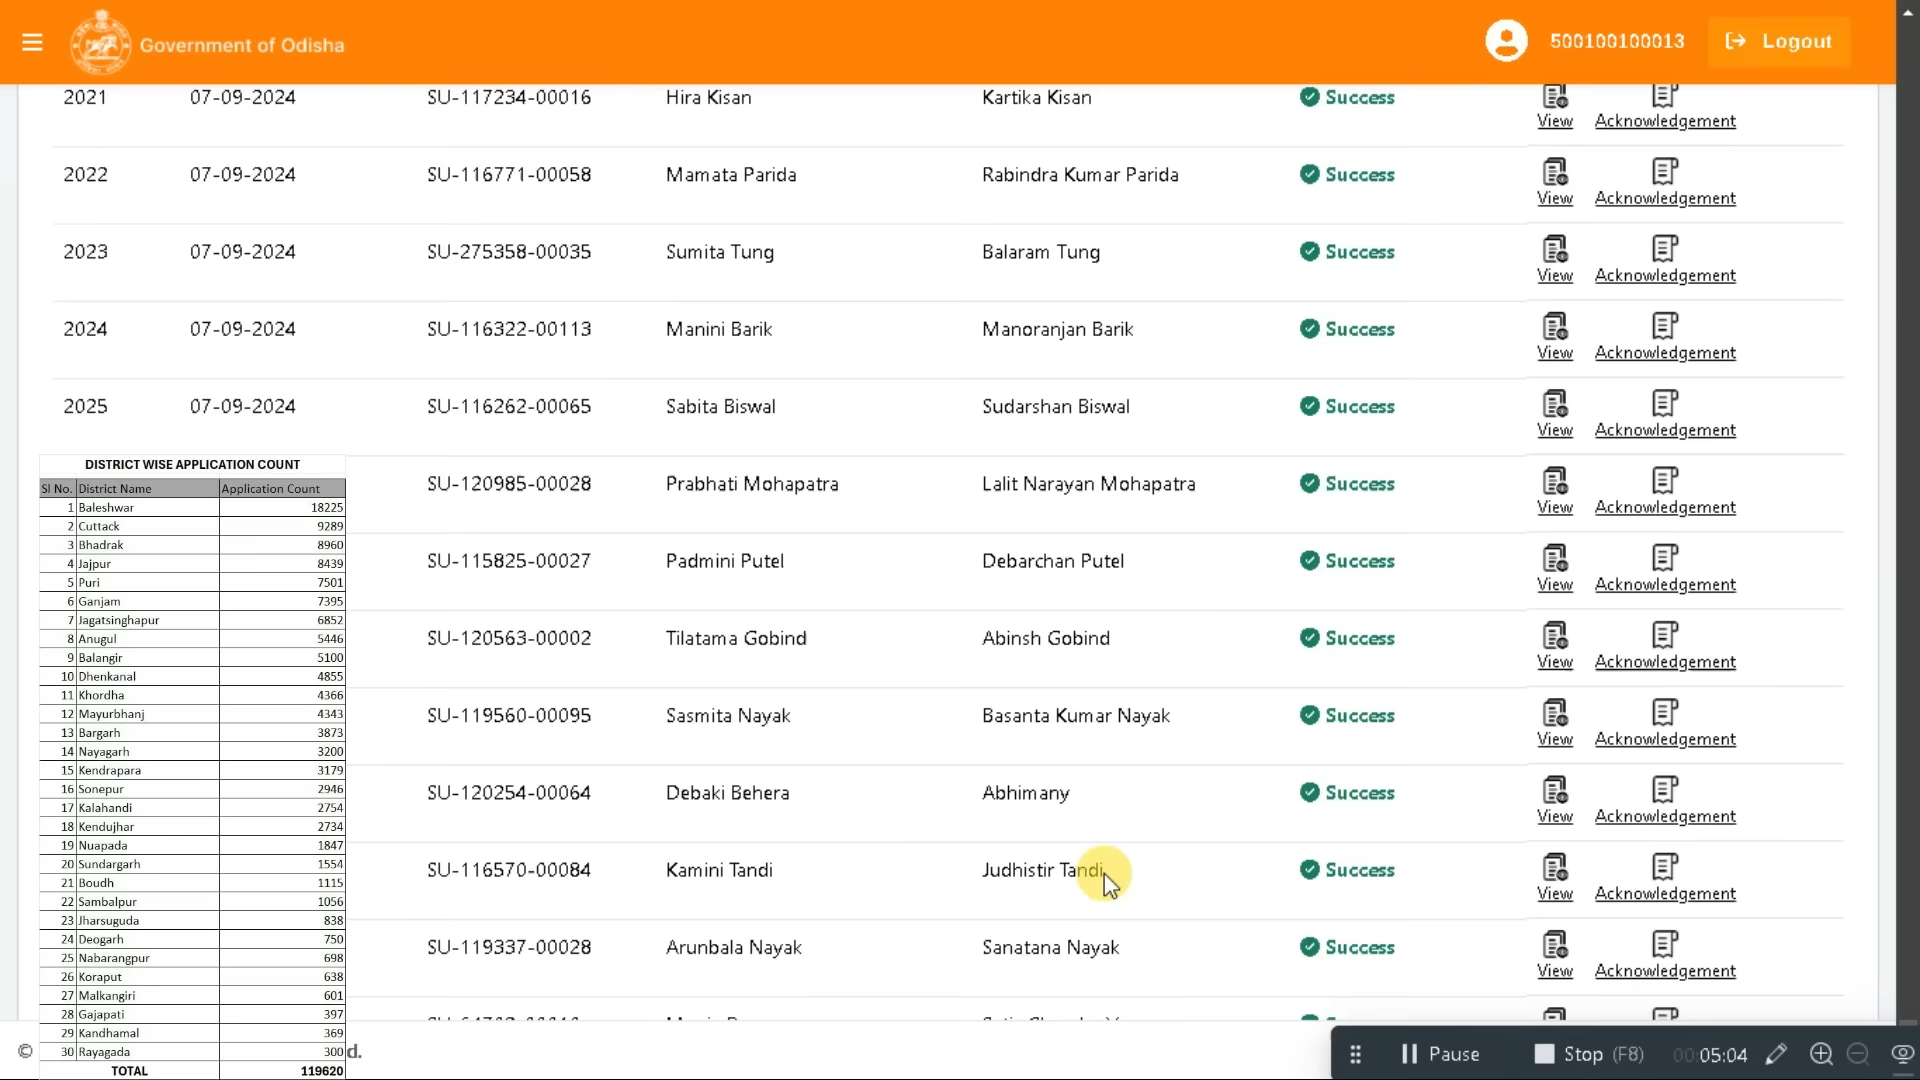 Government of Odisha
500100100013
Logout
2021 07-09-2024 SU-117234-00016 Hira Kisan Kartika Kisan Success View Acknowledgement
2022 07-09-2024 SU-116771-00058 Mamata Parida Rabindra Kumar Parida Success View Acknowledgement
2023 07-09-2024 SU-275358-00035 Sumita Tung Balaram Tung Success View Acknowledgement
2024 07-09-2024 SU-116322-00113 Manini Barik Manoranjan Barik Success View Acknowledgement
2025 07-09-2024 SU-116262-00065 Sabita Biswal Sudarshan Biswal Success View Acknowledgement
SU-120985-00028 Prabhati Mohapatra Lalit Narayan Mohapatra Success View Acknowledgement
SU-115825-00027 Padmini Putel Debarchan Putel Success View Acknowledgement
SU-120563-00002 Tilatama Gobind Abinsh Gobind Success View Acknowledgement
SU-119560-00095 Sasmita Nayak Basanta Kumar Nayak Success View Acknowledgement
SU-120254-00064 Debaki Behera Abhimany Success View Acknowledgement
SU-116570-00084 Kamini Tandi Judhistir Tandi Success View Acknowledgement
SU-119337-00028 Arunbala Nayak Sanatana Nayak Success View Acknowledgement
DISTRICT WISE APPLICATION COUNT
Sl No. District Name Application Count
1 Baleshwar 18225
2 Cuttack 9289
3 Bhadrak 8960
4 Jajpur 8439
5 Puri 7501
6 Ganjam 7395
7 Jagatsinghapur 6852
8 Anugul 5446
9 Balangir 5100
10 Dhenkanal 4855
11 Khordha 4366
12 Mayurbhanj 4343
13 Bargarh 3873
14 Nayagarh 3200
15 Kendrapara 3179
16 Sonepur 2946
17 Kalahandi 2754
18 Kendujhar 2734
19 Nuapada 1847
20 Sundargarh 1554
21 Boudh 1115
22 Sambalpur 1056
23 Jharsuguda 838
24 Deogarh 750
25 Nabarangpur 698
26 Koraput 638
27 Malkangiri 601
28 Gajapati 397
29 Kandhamal 369
30 Rayagada 300
TOTAL 119620
© d.
Pause Stop (F8) 00:05:04